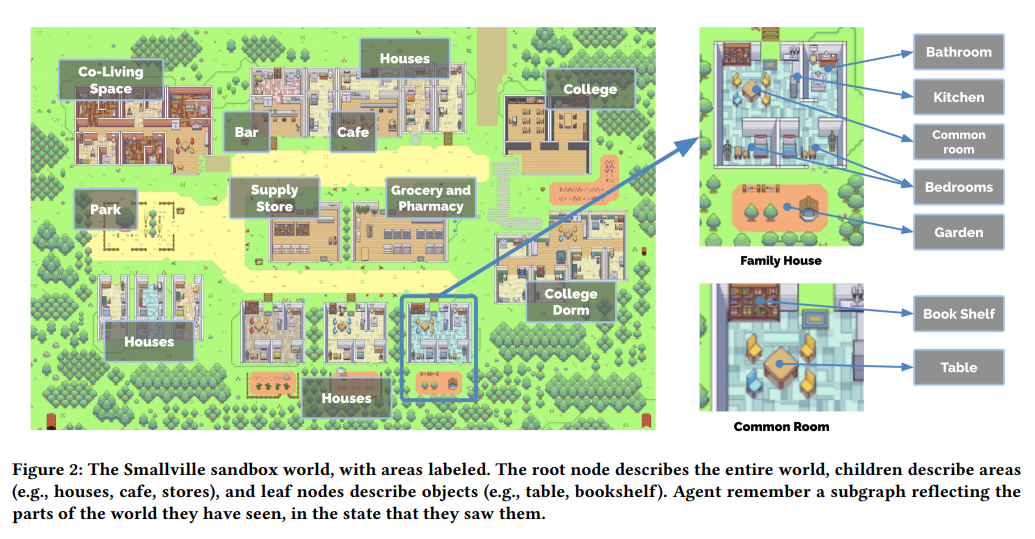 Co-Living
Space
Houses
College
Bar
Cafe
Supply
Store
Grocery and
Pharmacy
Park
College
Dorm
Houses
Houses
Bathroom
Kitchen
Common
room
Bedrooms
Garden
Family House
Book Shelf
Table
Common Room
Figure 2: The Smallville sandbox world, with areas labeled. The root node describes the entire world, children describe areas
(e.g., houses, cafe, stores), and leaf nodes describe objects (e.g., table, bookshelf). Agent remember a subgraph reflecting the
parts of the world they have seen, in the state that they saw them.